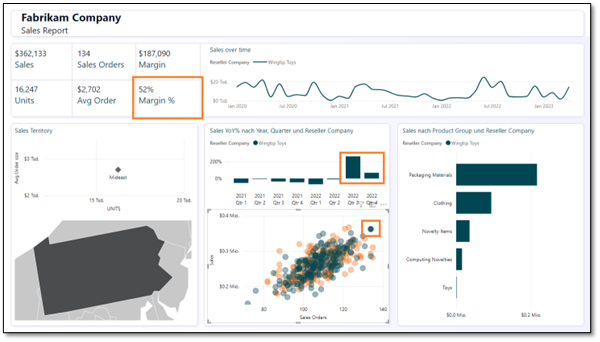 Fabrikam Company
Sales Report
$362,133
Sales
134
Sales Orders
$187,090
Margin
16,247
Units
$2,702
Avg Order
52%
Margin %
Sales over time
Reseller Company
Wingtip Toys
$20 Tsd.
$0 Tsd.
Jan 2020
Jul 2020
Jan 2021
Jul 2021
Jan 2022
Jul 2022
Jan 2023
Sales Territory
Avg Order size
$3 Tsd.
$2 Tsd.
Mideast
15 Tsd.
20 Tsd.
UNITS
Sales YoY% nach Year, Quarter und Reseller Company
Reseller Company
Wingtip Toys
200%
0%
2021 Qtr 1
2021 Qtr 2
2021 Qtr 3
2021 Qtr 4
2022 Qtr 1
2022 Qtr 2
2022 Qtr 3
2022 Qtr 4
$0.4 Mio.
$0.3 Mio.
$0.2 Mio.
Sales
80
100
120
140
Sales Orders
Sales nach Product Group und Reseller Company
Reseller Company
Wingtip Toys
Packaging Materials
Clothing
Novelty Items
Computing Novelties
Toys
$0.0 Mio.
$0.2 Mio.